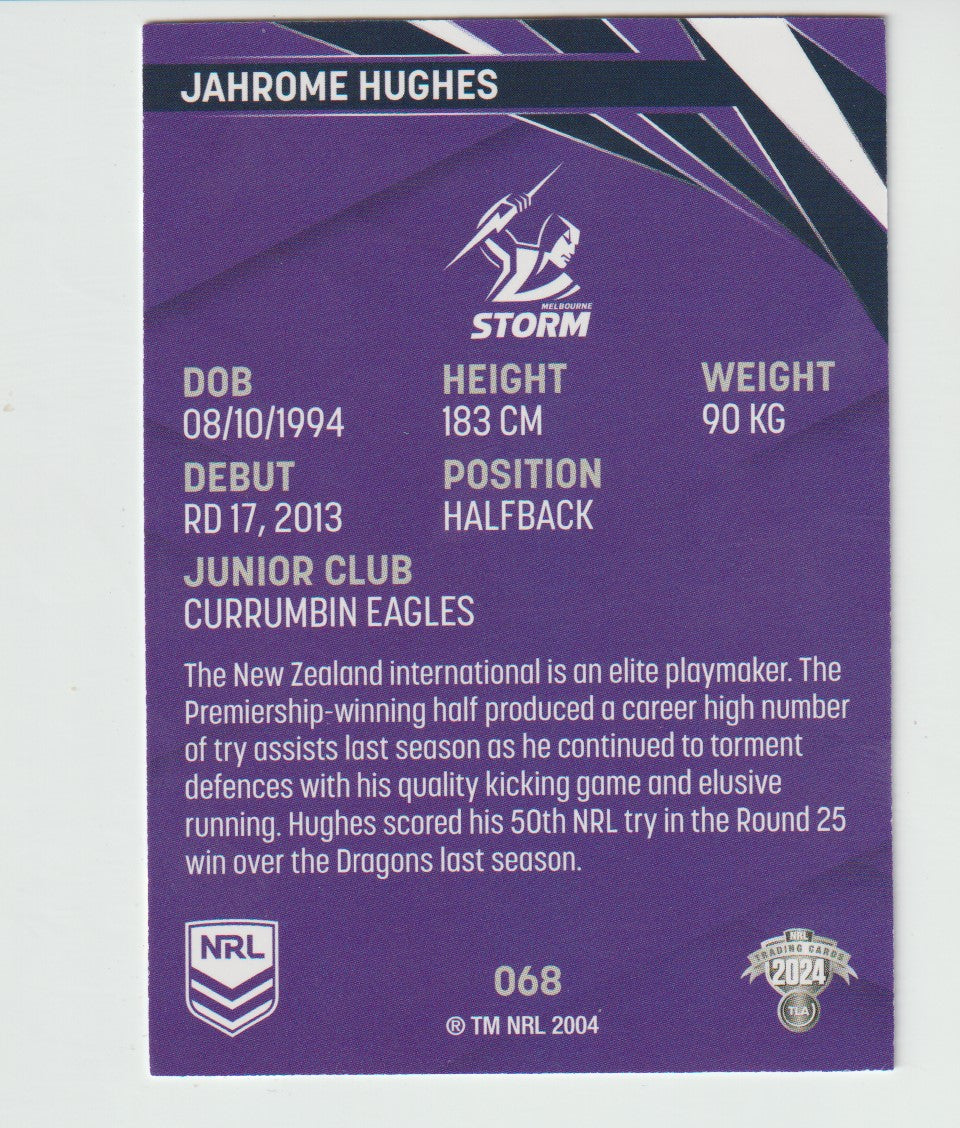 JAHROME HUGHES
MELBOURNE
STORM
DOB
08/10/1994
HEIGHT
183 CM
WEIGHT
90 KG
DEBUT
RD 17, 2013
POSITION
HALFBACK
JUNIOR CLUB
CURRUMBIN EAGLES
The New Zealand international is an elite playmaker. The
Premiership-winning half produced a career high number
of try assists last season as he continued to torment
defences with his quality kicking game and elusive
running. Hughes scored his 50th NRL try in the Round 25
win over the Dragons last season.
NRL
068
® TM NRL 2004
NRL
TRADING CARDS
2024
TLA